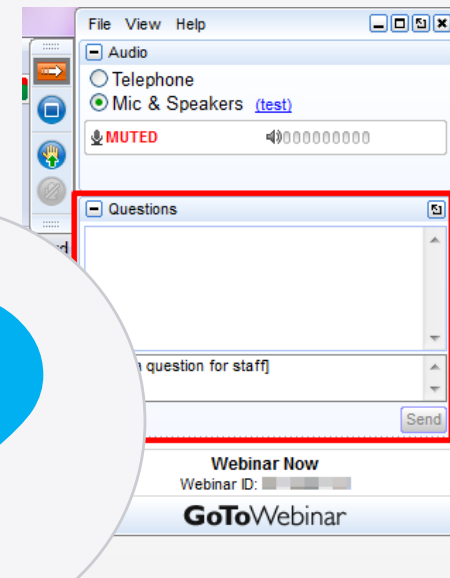 File View Help
Audio
Telephone
Mic & Speakers (test)
MUTED 000000000
Questions
question for staff]
Send
Webinar Now
Webinar ID:
GoToWebinar